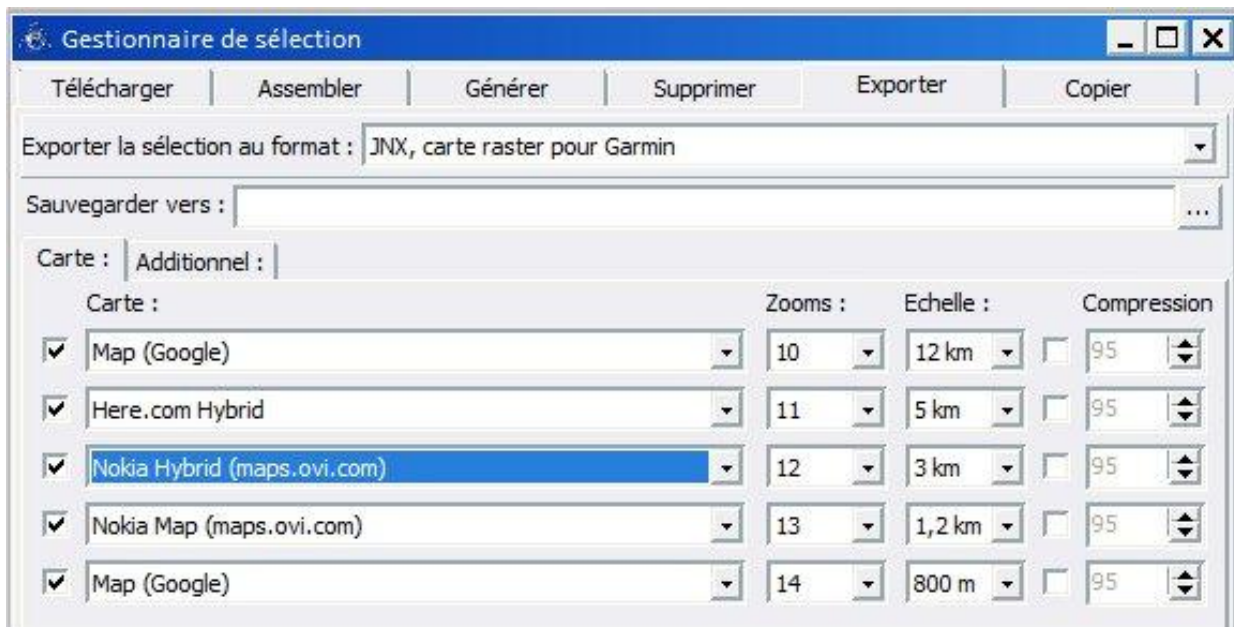 Gestionnaire de sélection
Télécharger Assembler Générer Supprimer Exporter Copier
Exporter la sélection au format : JNX, carte raster pour Garmin
Sauvegarder vers : ...
Carte : Additionnel :
Carte : Zooms : Echelle : Compression
Map (Google) 10 12 km 95
Here.com Hybrid 11 5 km 95
Nokia Hybrid (maps.ovi.com) 12 3 km 95
Nokia Map (maps.ovi.com) 13 1,2 km 95
Map (Google) 14 800 m 95